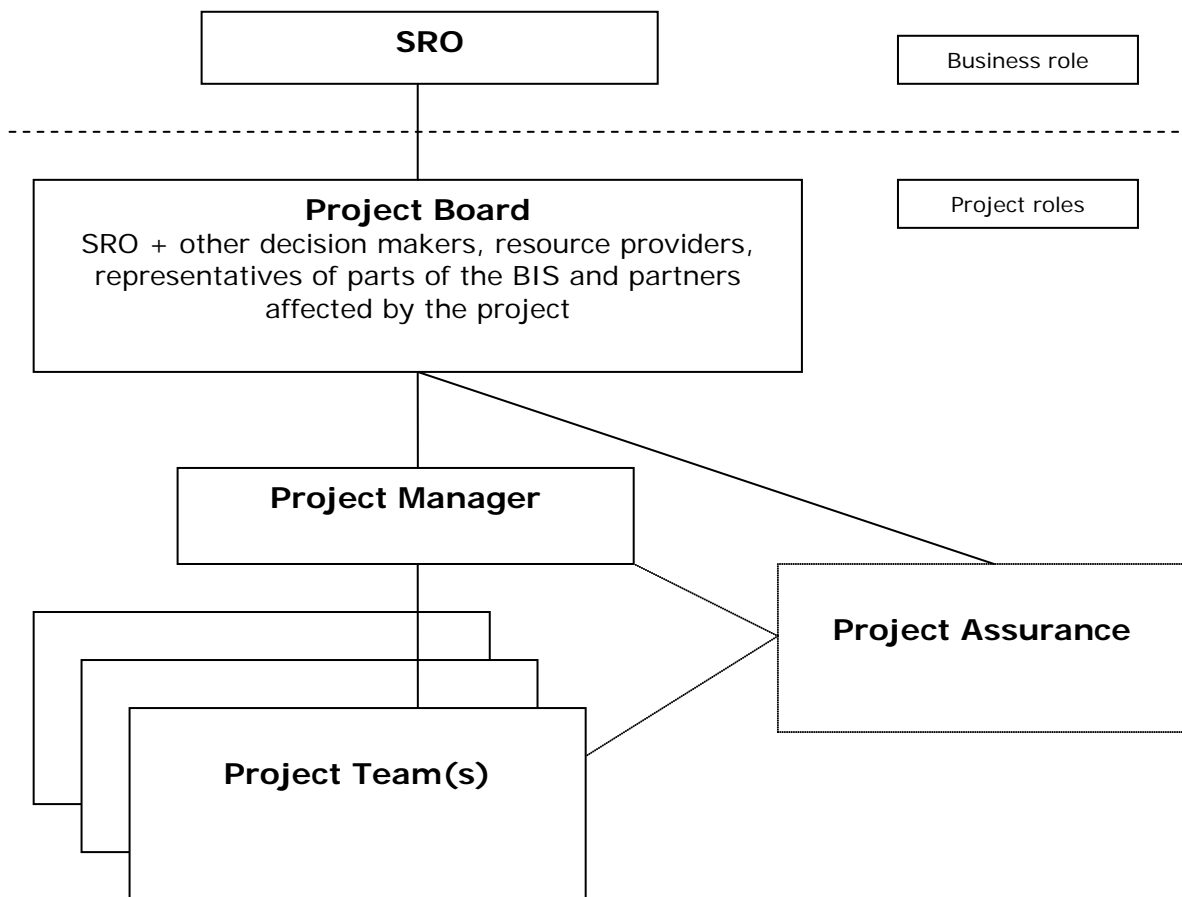 SRO
Business role
Project Board
SRO + other decision makers, resource providers,
representatives of parts of the BIS and partners
affected by the project
Project roles
Project Manager
Project Assurance
Project Team(s)